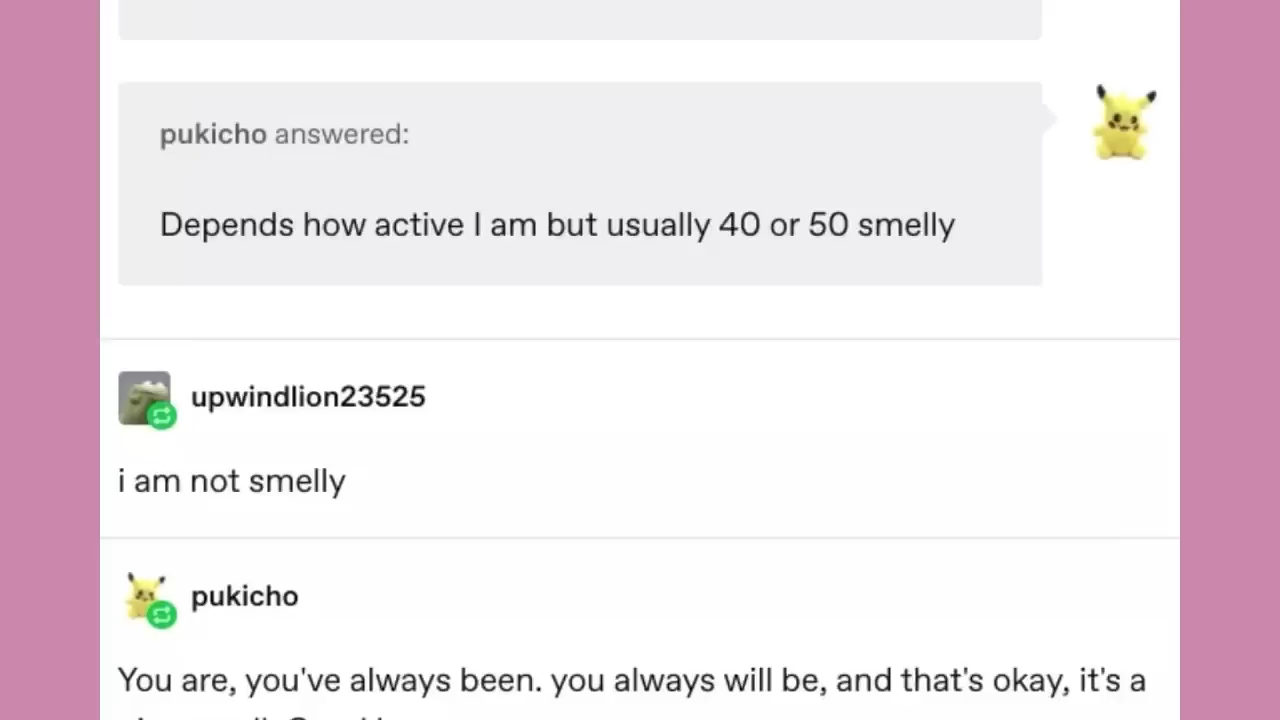 pukicho answered:
Depends how active I am but usually 40 or 50 smelly
upwindlion23525
i am not smelly
pukicho
You are, you've always been. you always will be, and that's okay, it's a